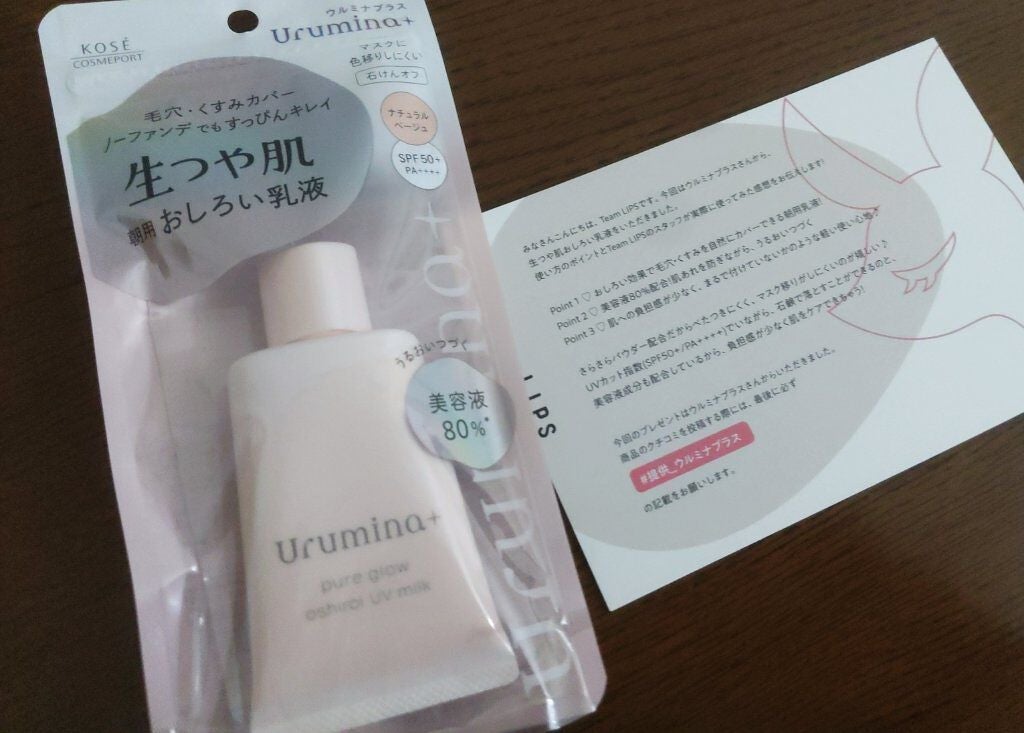 KOSÉ
COSMEPORT
ウルミナプラス
Urumina+
マスクに
色移りしにくい
石けんオフ
毛穴・くすみカバー
ノーファンデでもすっぴんキレイ
生つや肌
朝用おしろい乳液
ナチュラル
ベージュ
SPF50+
PA++++
うるおいつづく
美容液
80%*
Urumina+
pure glow
oshiroi UV milk
LIPS
みなさんこんにちは、Team LIPSです。今回はウルミナプラスさんから、
生つや肌おしろい乳液をいただきました。
使い方のポイントとTeam LIPSのスタッフが実際に使ってみた感想をお伝えします!
Point 1 ♡ おしろい効果で毛穴・くすみを自然にカバーできる朝用乳液!
Point 2 ♡ 美容液80%配合!肌あれを防ぎながら、うるおいつづく
Point 3 ♡ 肌への負担感が少なく、まるで付けていないかのような軽い使い心地♪
さらさらパウダー配合だからべたつきにくく、マスク移りがしにくいのが嬉しい♪
UVカット指数(SPF50+/PA++++)でいながら、石鹸で落とすことができるのと、
美容液成分も配合しているから、負担感が少なく肌をケアできちゃう!
今回のプレゼントはウルミナプラスさんからいただきました。
商品のクチコミを投稿する際には、最後に必ず
#提供_ウルミナプラス
の記載をお願いします。